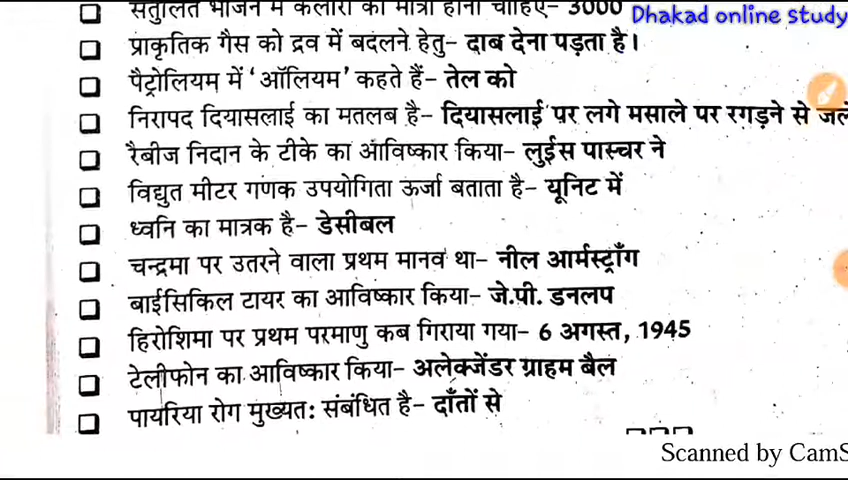 संतुलित भोजन में कैलोरी की मात्रा होनी चाहिए- 3000
Dhakad online study
प्राकृतिक गैस को द्रव में बदलने हेतु- दाब देना पड़ता है।
पैट्रोलियम में ‘ऑलियम’ कहते हैं- तेल को
निरापद दियासलाई का मतलब है- दियासलाई पर लगे मसाले पर रगड़ने से जले
रैबीज निदान के टीके का आविष्कार किया- लुईस पास्चर ने
विद्युत मीटर गणक उपयोगिता ऊर्जा बताता है- यूनिट में
ध्वनि का मात्रक है- डेसीबल
चन्द्रमा पर उतरने वाला प्रथम मानव था- नील आर्मस्ट्राँग
बाईसिकिल टायर का आविष्कार किया- जे.पी. डनलप
हिरोशिमा पर प्रथम परमाणु कब गिराया गया- 6 अगस्त, 1945
टेलीफोन का आविष्कार किया- अलेक्जेंडर ग्राहम बैल
पायरिया रोग मुख्यत: संबंधित है- दाँतों से
Scanned by CamS